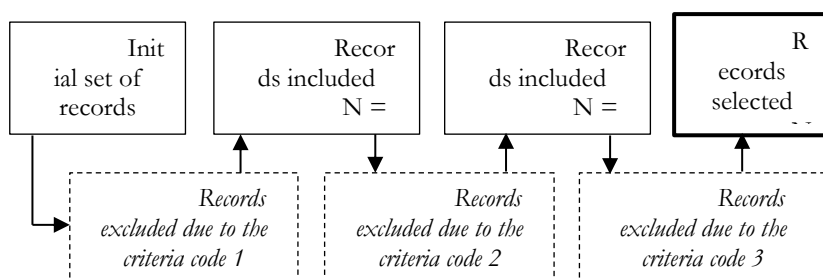 Init
ial set of
records
Recor
ds included
N =
Recor
ds included
N =
R
ecords
selected
Records
excluded due to the
criteria code 1
Records
excluded due to the
criteria code 2
Records
excluded due to the
criteria code 3